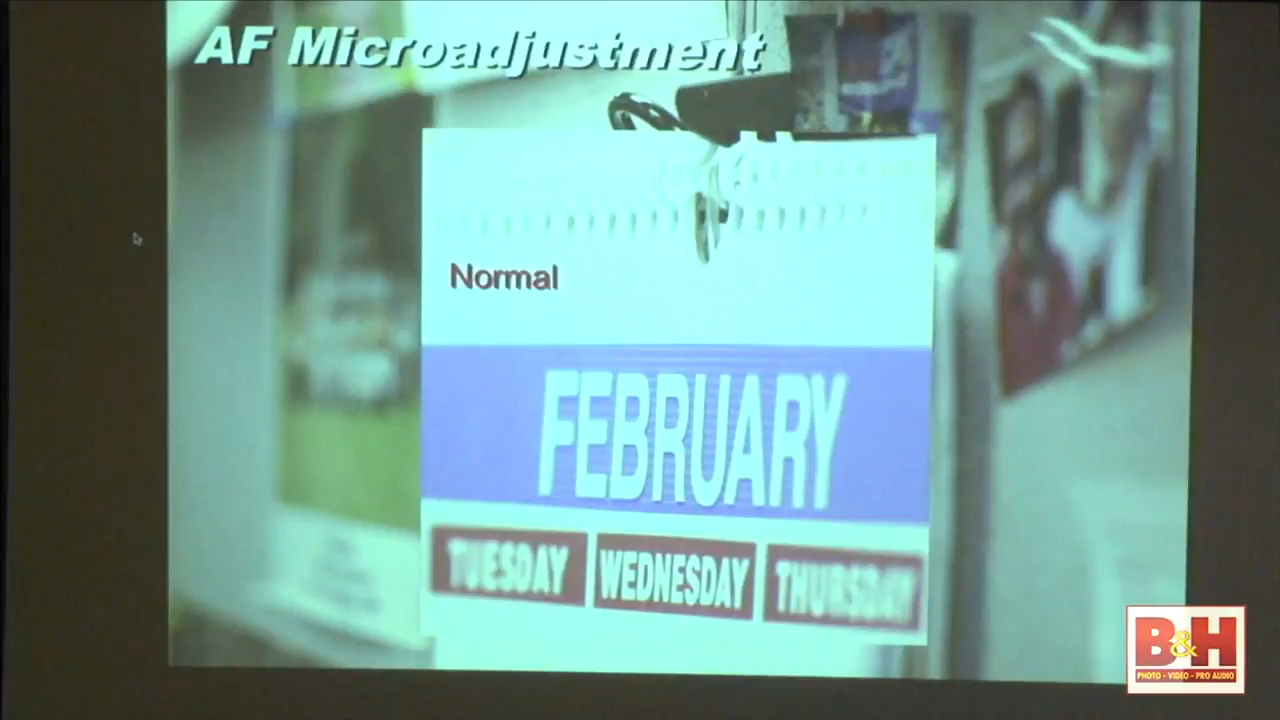 AF Microadjustment
Normal
FEBRUARY
TUESDAY WEDNESDAY THURSDAY
B&H
PHOTO - VIDEO - PRO AUDIO